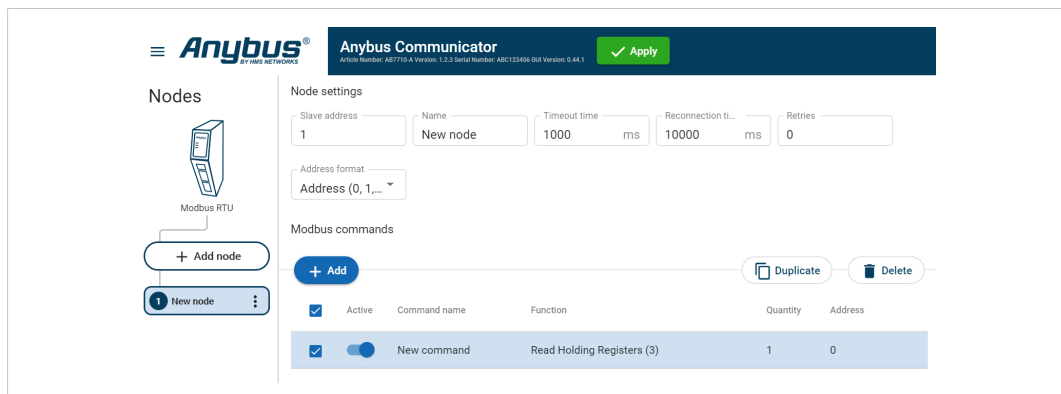 Anybus®
BY HMS NETWORKS
Anybus Communicator
Article Number: AB7710-A Version: 1.2.3 Serial Number: ABC123456 GUI Version: 0.44.1
Apply
Nodes
Modbus RTU
+ Add node
1 New node
Node settings
Slave address Name Timeout time Reconnection ti... Retries
1 New node 1000 ms 10000 ms 0
Address format
Address (0, 1,...
Modbus commands
+ Add Duplicate Delete
Active Command name Function Quantity Address
New command Read Holding Registers (3) 1 0